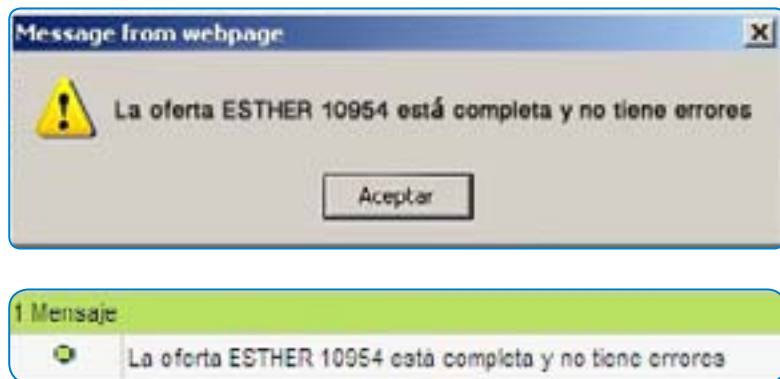 Message from webpage
La oferta ESTHER 10954 está completa y no tiene errores
Aceptar
1 Mensaje
La oferta ESTHER 10954 está completa y no tiene errores